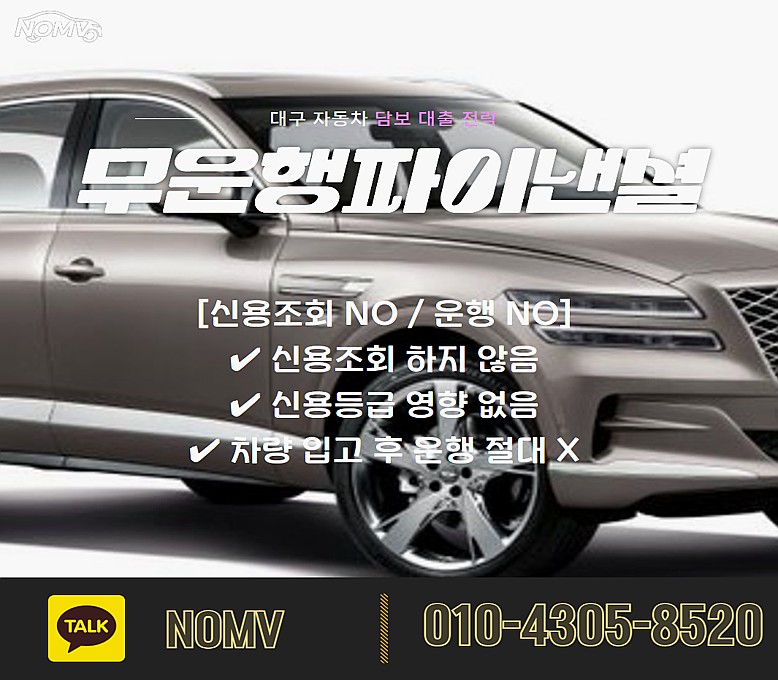 NOMV
대구 자동차 담보 대출 전략
무운행파이낸셜
[신용조회 NO / 운행 NO]
✔ 신용조회 하지 않음
✔ 신용등급 영향 없음
✔ 차량 입고 후 운행 절대 X
TALK
NOMV
010-4305-8520